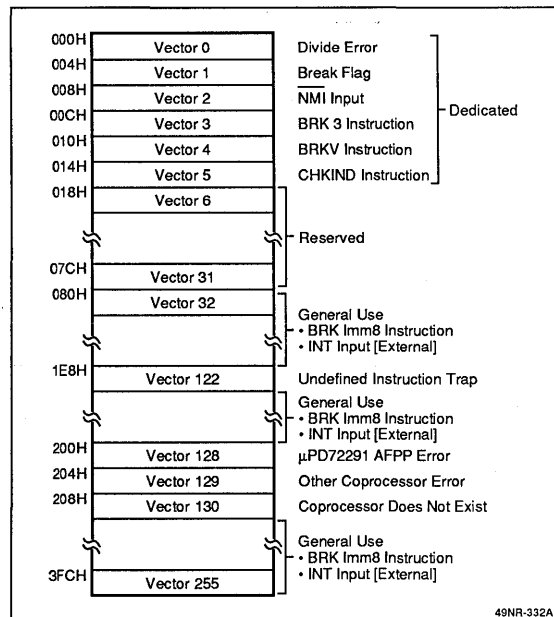 000H
Vector 0 Divide Error
004H
Vector 1 Break Flag
008H
Vector 2 NMI Input
Dedicated
00CH
Vector 3 BRK 3 Instruction
010H
Vector 4 BRKV Instruction
014H
Vector 5 CHKIND Instruction
018H
Vector 6
Reserved
07CH
Vector 31
080H
Vector 32
General Use
• BRK Imm8 Instruction
• INT Input [External]
1E8H
Vector 122 Undefined Instruction Trap
General Use
• BRK Imm8 Instruction
• INT Input [External]
200H
Vector 128 μPD72291 AFPP Error
204H
Vector 129 Other Coprocessor Error
208H
Vector 130 Coprocessor Does Not Exist
General Use
• BRK Imm8 Instruction
• INT Input [External]
3FCH
Vector 255
49NR-332A